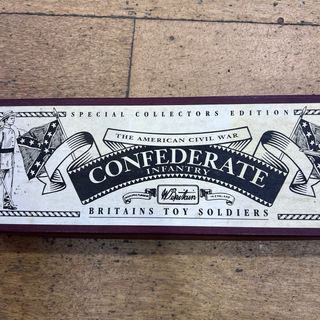 SPECIAL COLLECTORS EDITION
THE AMERICAN CIVIL WAR
CONFEDERATE
INFANTRY
W.Britain
BRITAINS TOY SOLDIERS